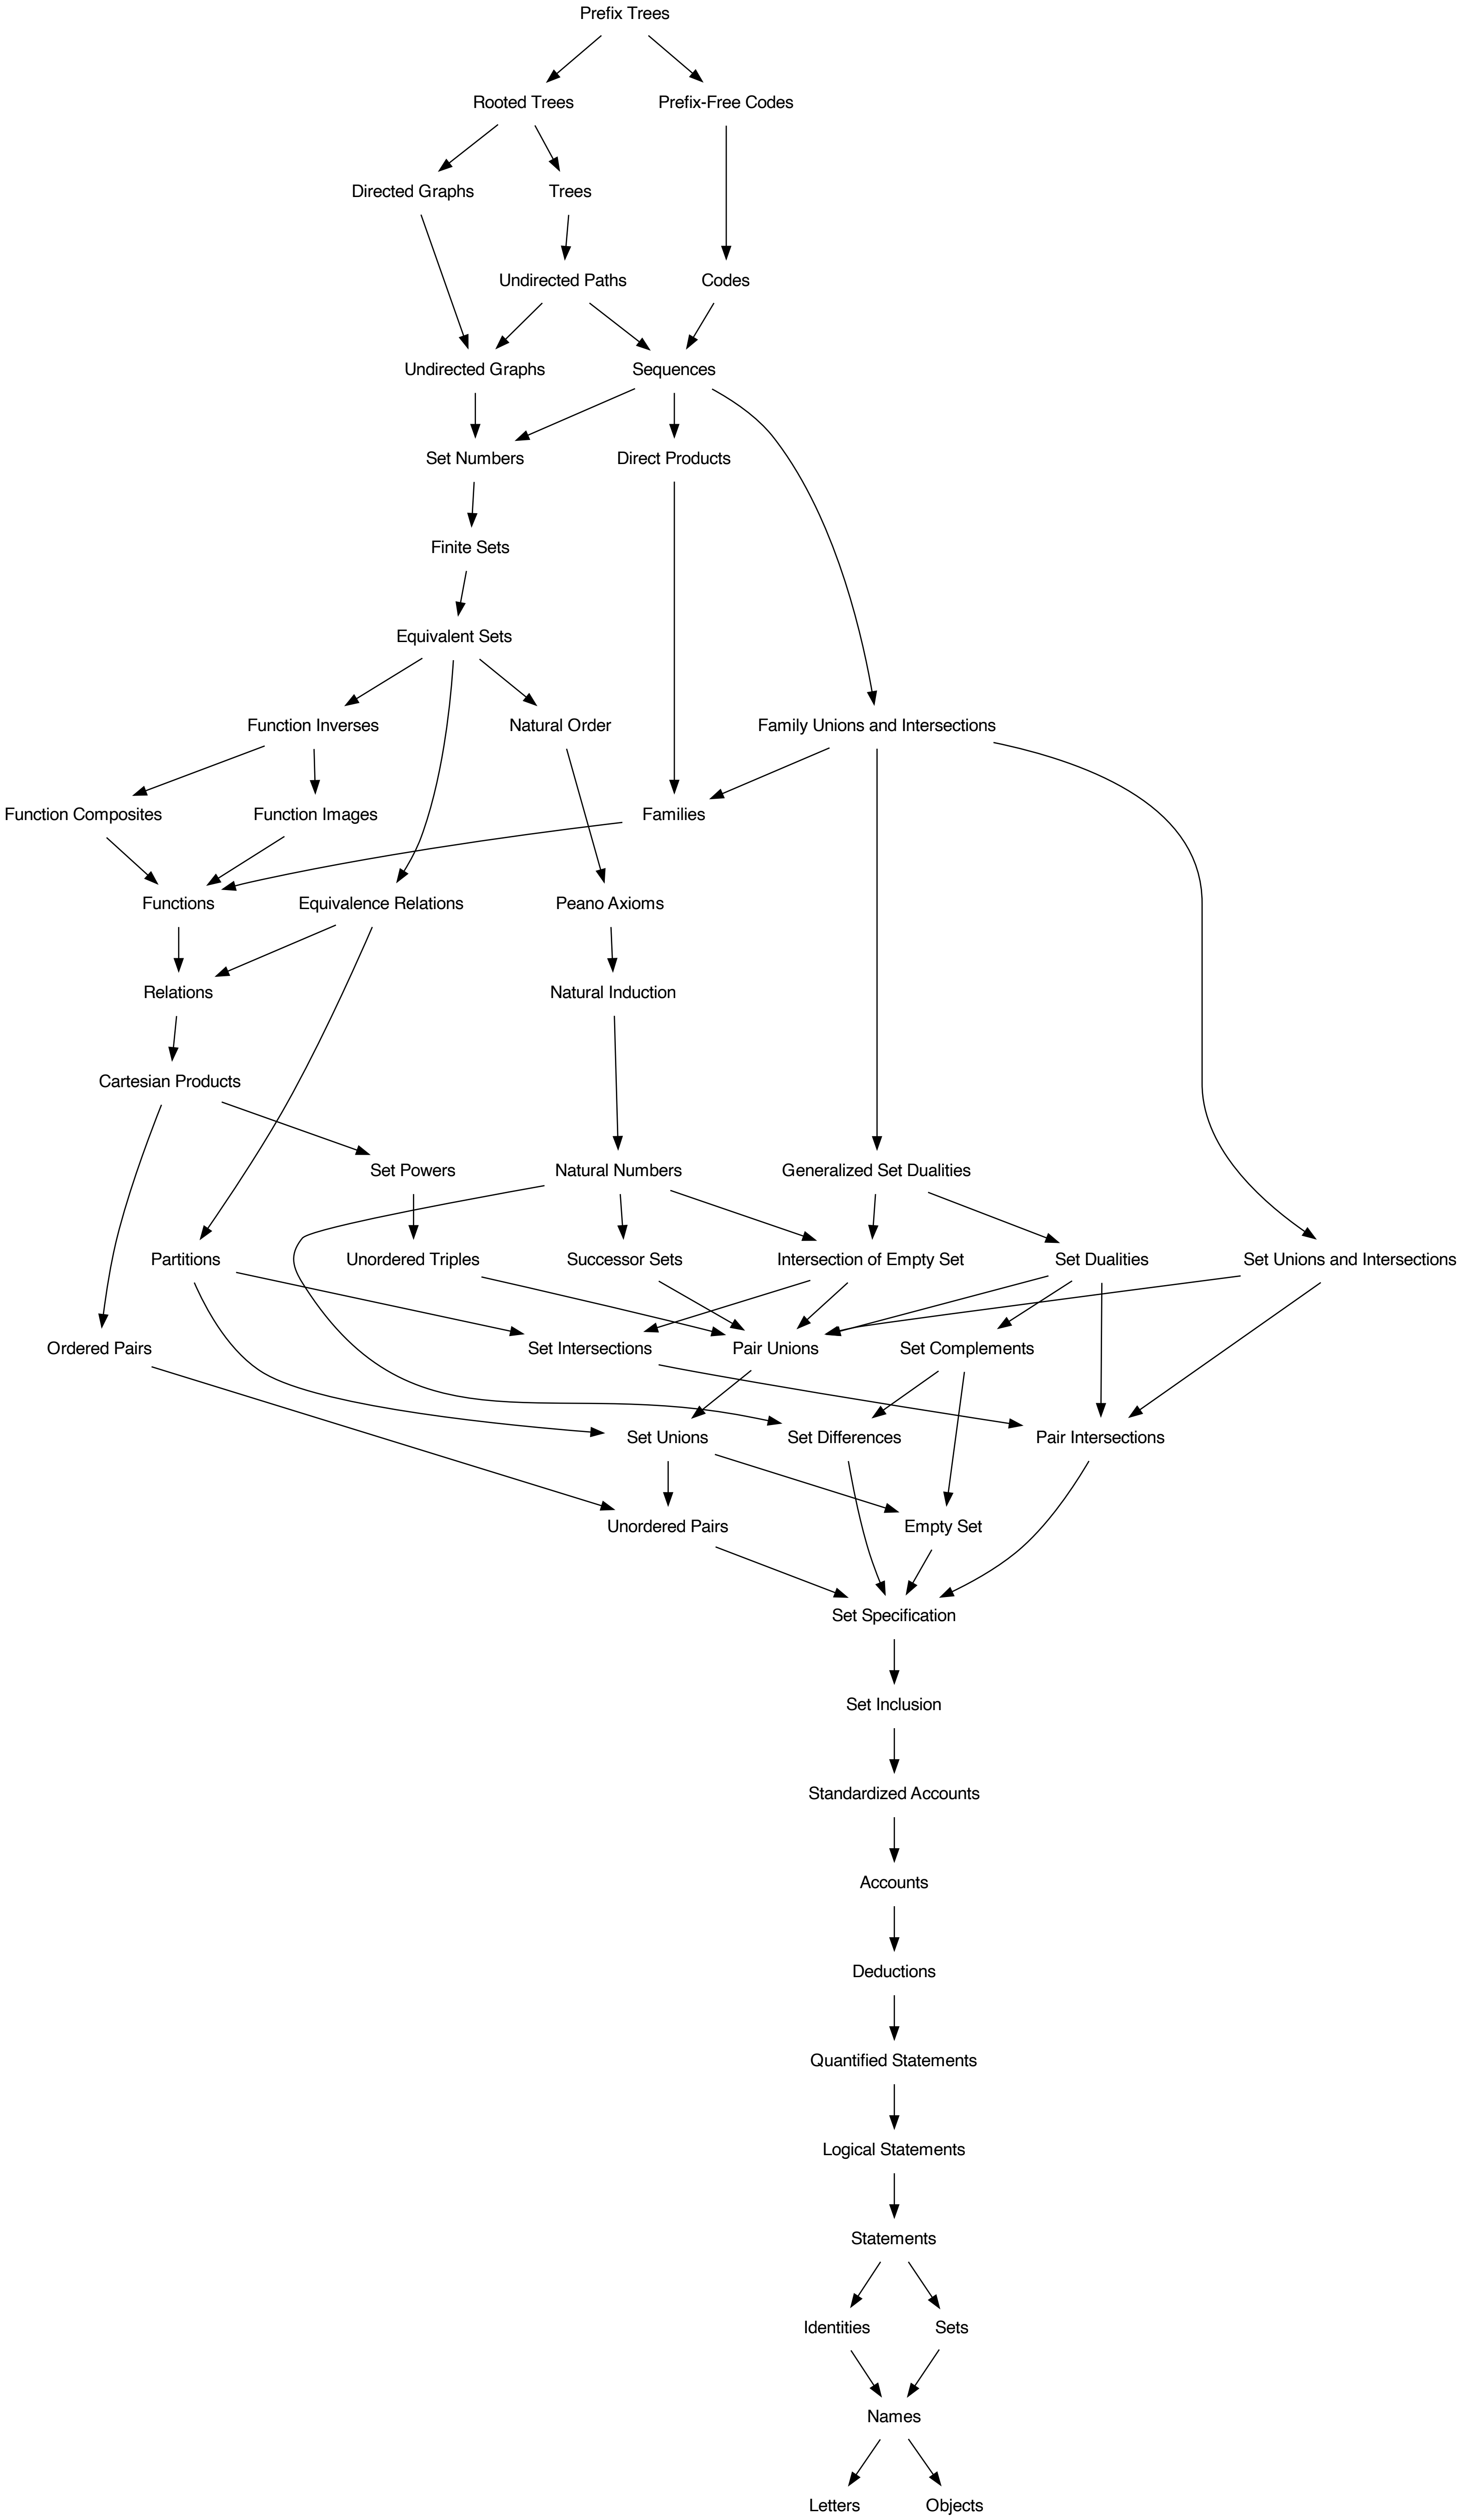 Prefix Trees
Rooted Trees
Prefix-Free Codes
Directed Graphs
Trees
Undirected Paths
Codes
Undirected Graphs
Sequences
Set Numbers
Direct Products
Finite Sets
Equivalent Sets
Function Inverses
Natural Order
Family Unions and Intersections
Function Composites
Function Images
Families
Functions
Equivalence Relations
Peano Axioms
Relations
Natural Induction
Cartesian Products
Set Powers
Natural Numbers
Generalized Set Dualities
Partitions
Unordered Triples
Successor Sets
Intersection of Empty Set
Set Dualities
Set Unions and Intersections
Ordered Pairs
Set Intersections
Pair Unions
Set Complements
Set Unions
Set Differences
Pair Intersections
Unordered Pairs
Empty Set
Set Specification
Set Inclusion
Standardized Accounts
Accounts
Deductions
Quantified Statements
Logical Statements
Statements
Identities
Sets
Names
Letters
Objects